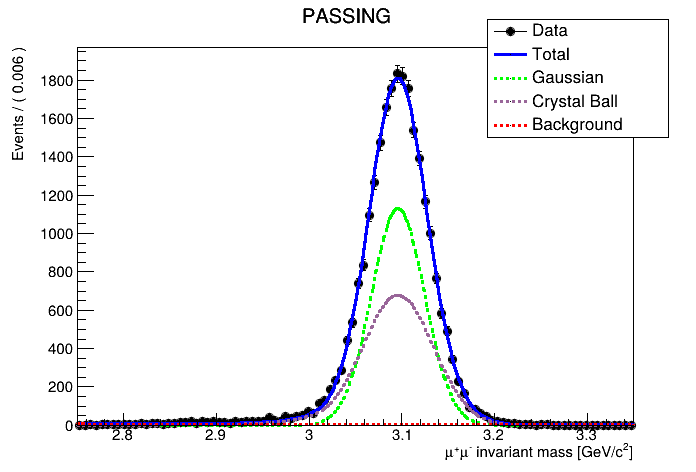 PASSING
Data
Total
Gaussian
Crystal Ball
Background
Events / ( 0.006 )
1800
1600
1400
1200
1000
800
600
400
200
0
2.8 2.9 3 3.1 3.2 3.3
μ⁺μ⁻ invariant mass [GeV/c²]